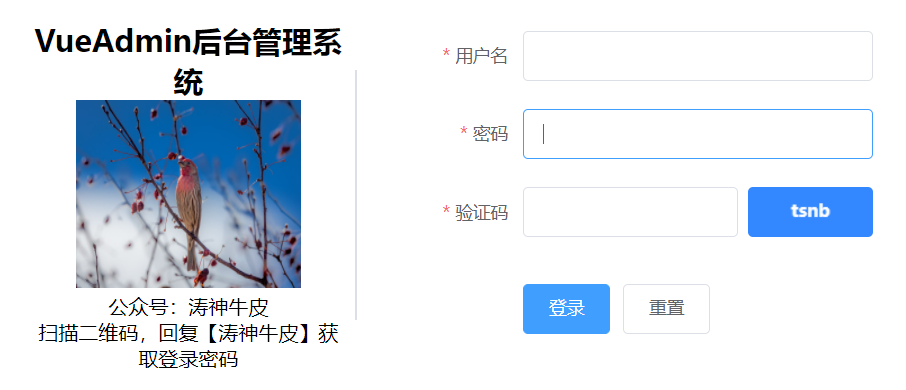 VueAdmin后台管理系
统
公众号：涛神牛皮
扫描二维码，回复【涛神牛皮】获
取登录密码
* 用户名
* 密码
* 验证码
tsnb
登录
重置